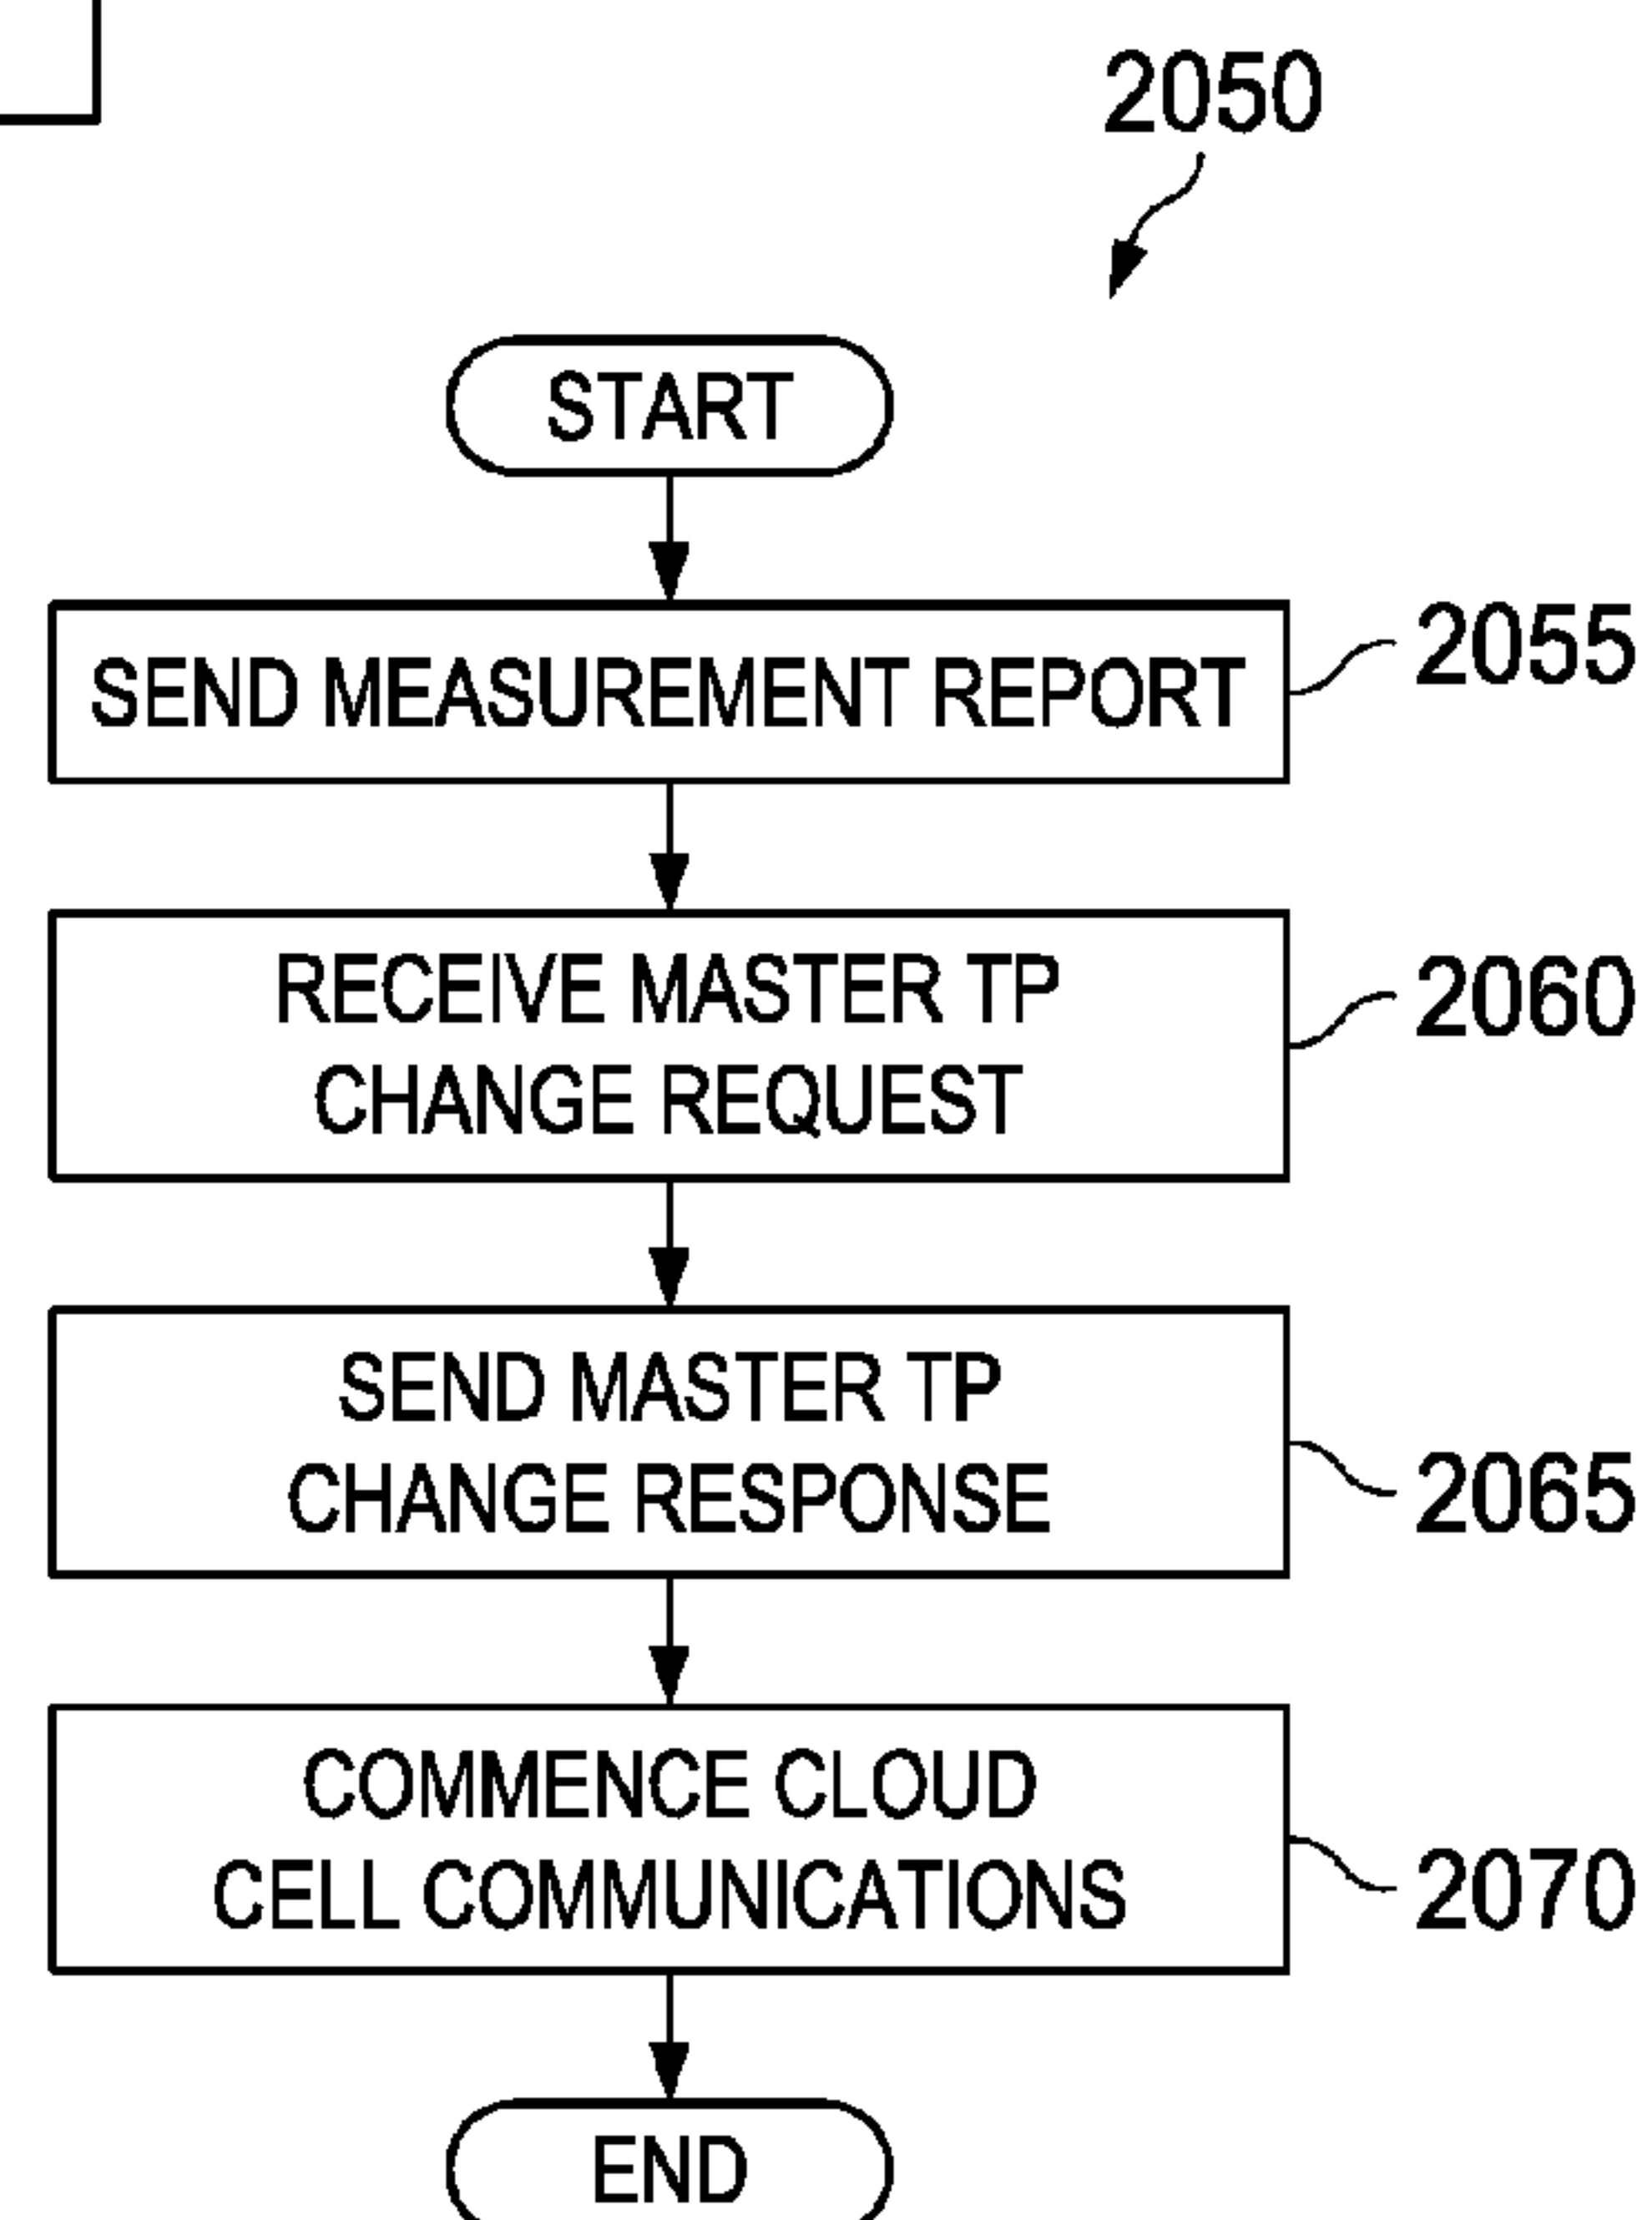 2050
START
SEND MEASUREMENT REPORT
2055
RECEIVE MASTER TP
CHANGE REQUEST
2060
SEND MASTER TP
CHANGE RESPONSE
2065
COMMENCE CLOUD
CELL COMMUNICATIONS
2070
END